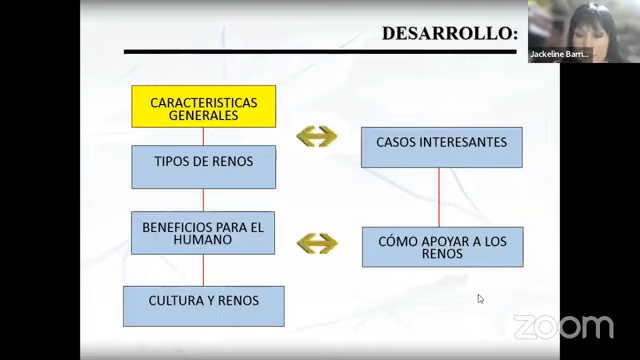 DESARROLLO:
Jackeline Barri...
CARACTERISTICAS
GENERALES
TIPOS DE RENOS
BENEFICIOS PARA EL
HUMANO
CULTURA Y RENOS
CASOS INTERESANTES
CÓMO APOYAR A LOS
RENOS
zoom